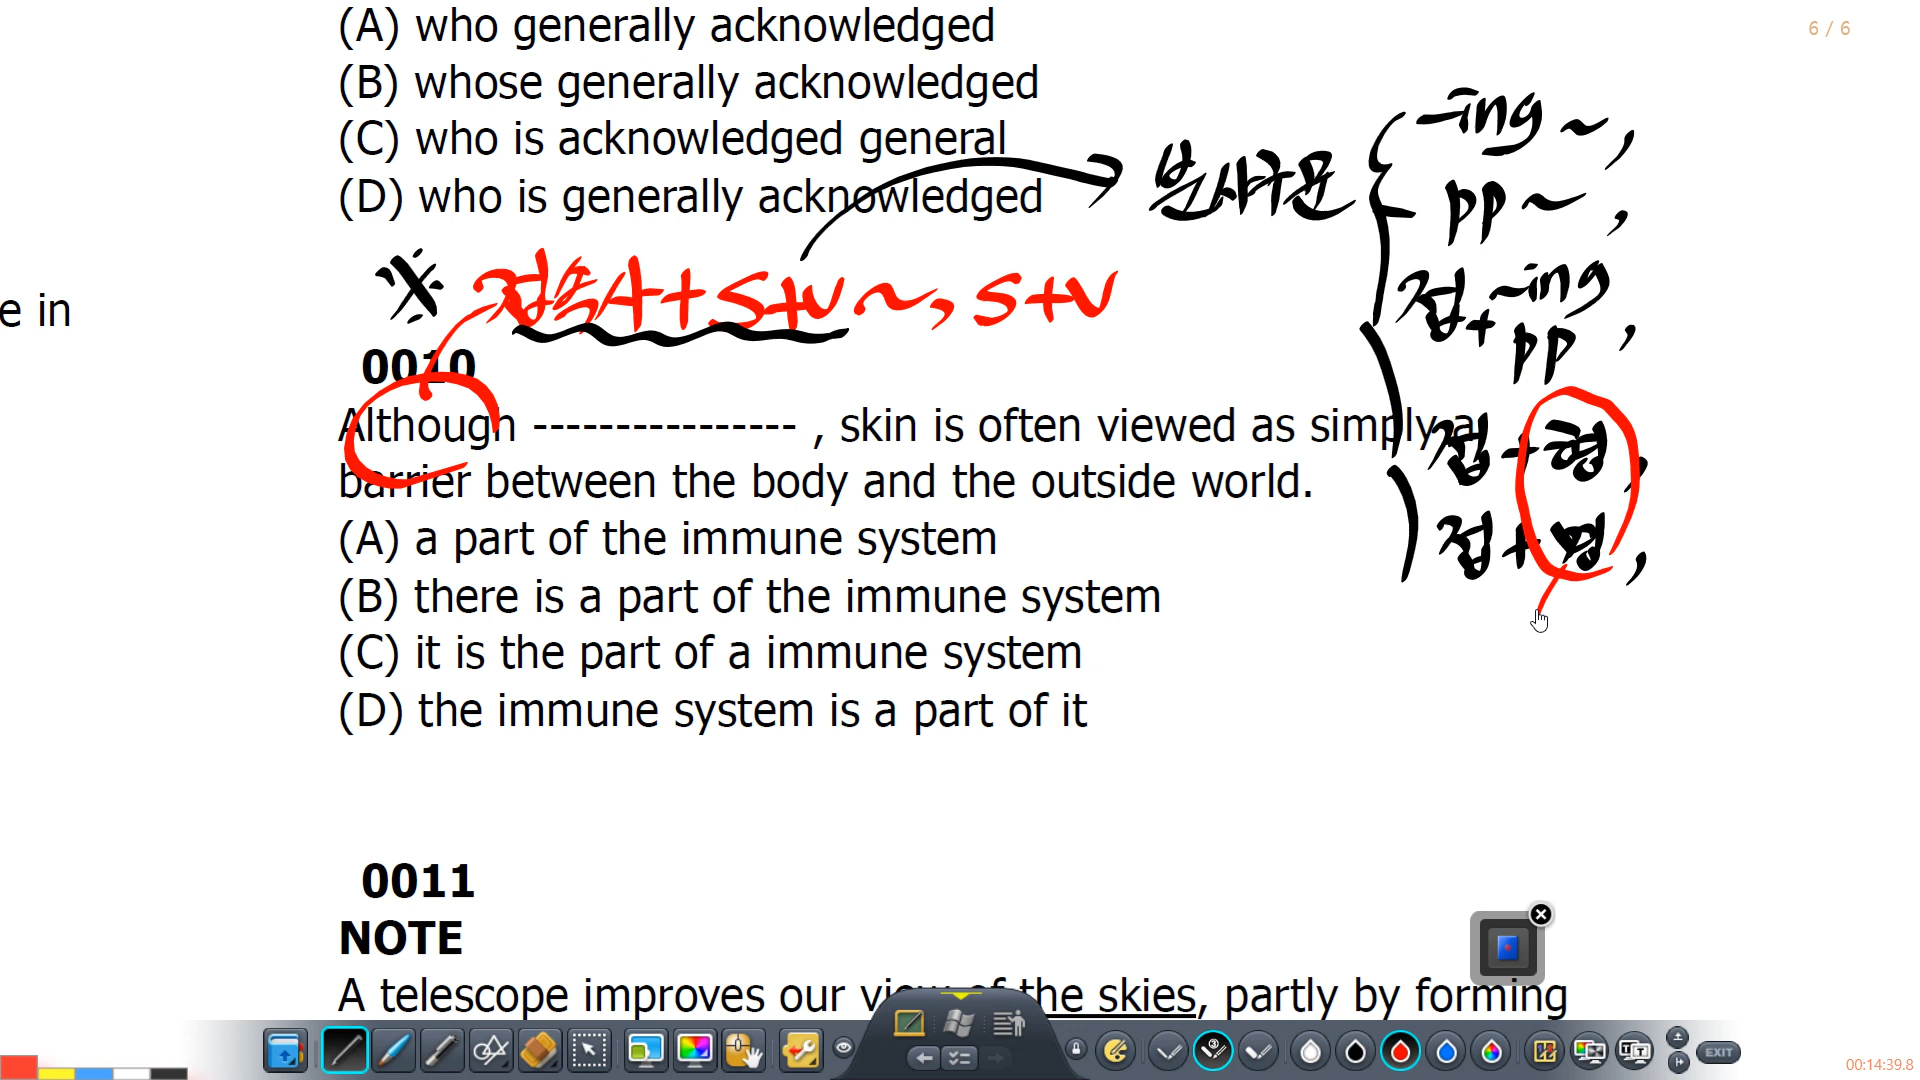 6 / 6
(A) who generally acknowledged
(B) whose generally acknowledged
(C) who is acknowledged general
(D) who is generally acknowledged
분사구문
-ing ~,
pp ~ ,
접+ ~ing
pp ,
접+형,
접+명,
※ 접속A+S+V~, S+V
e in
0010
Although ---------------- , skin is often viewed as simply a
barrier between the body and the outside world.
(A) a part of the immune system
(B) there is a part of the immune system
(C) it is the part of a immune system
(D) the immune system is a part of it
0011
NOTE
A telescope improves our view of the skies, partly by forming
EXIT
00:14:39.8